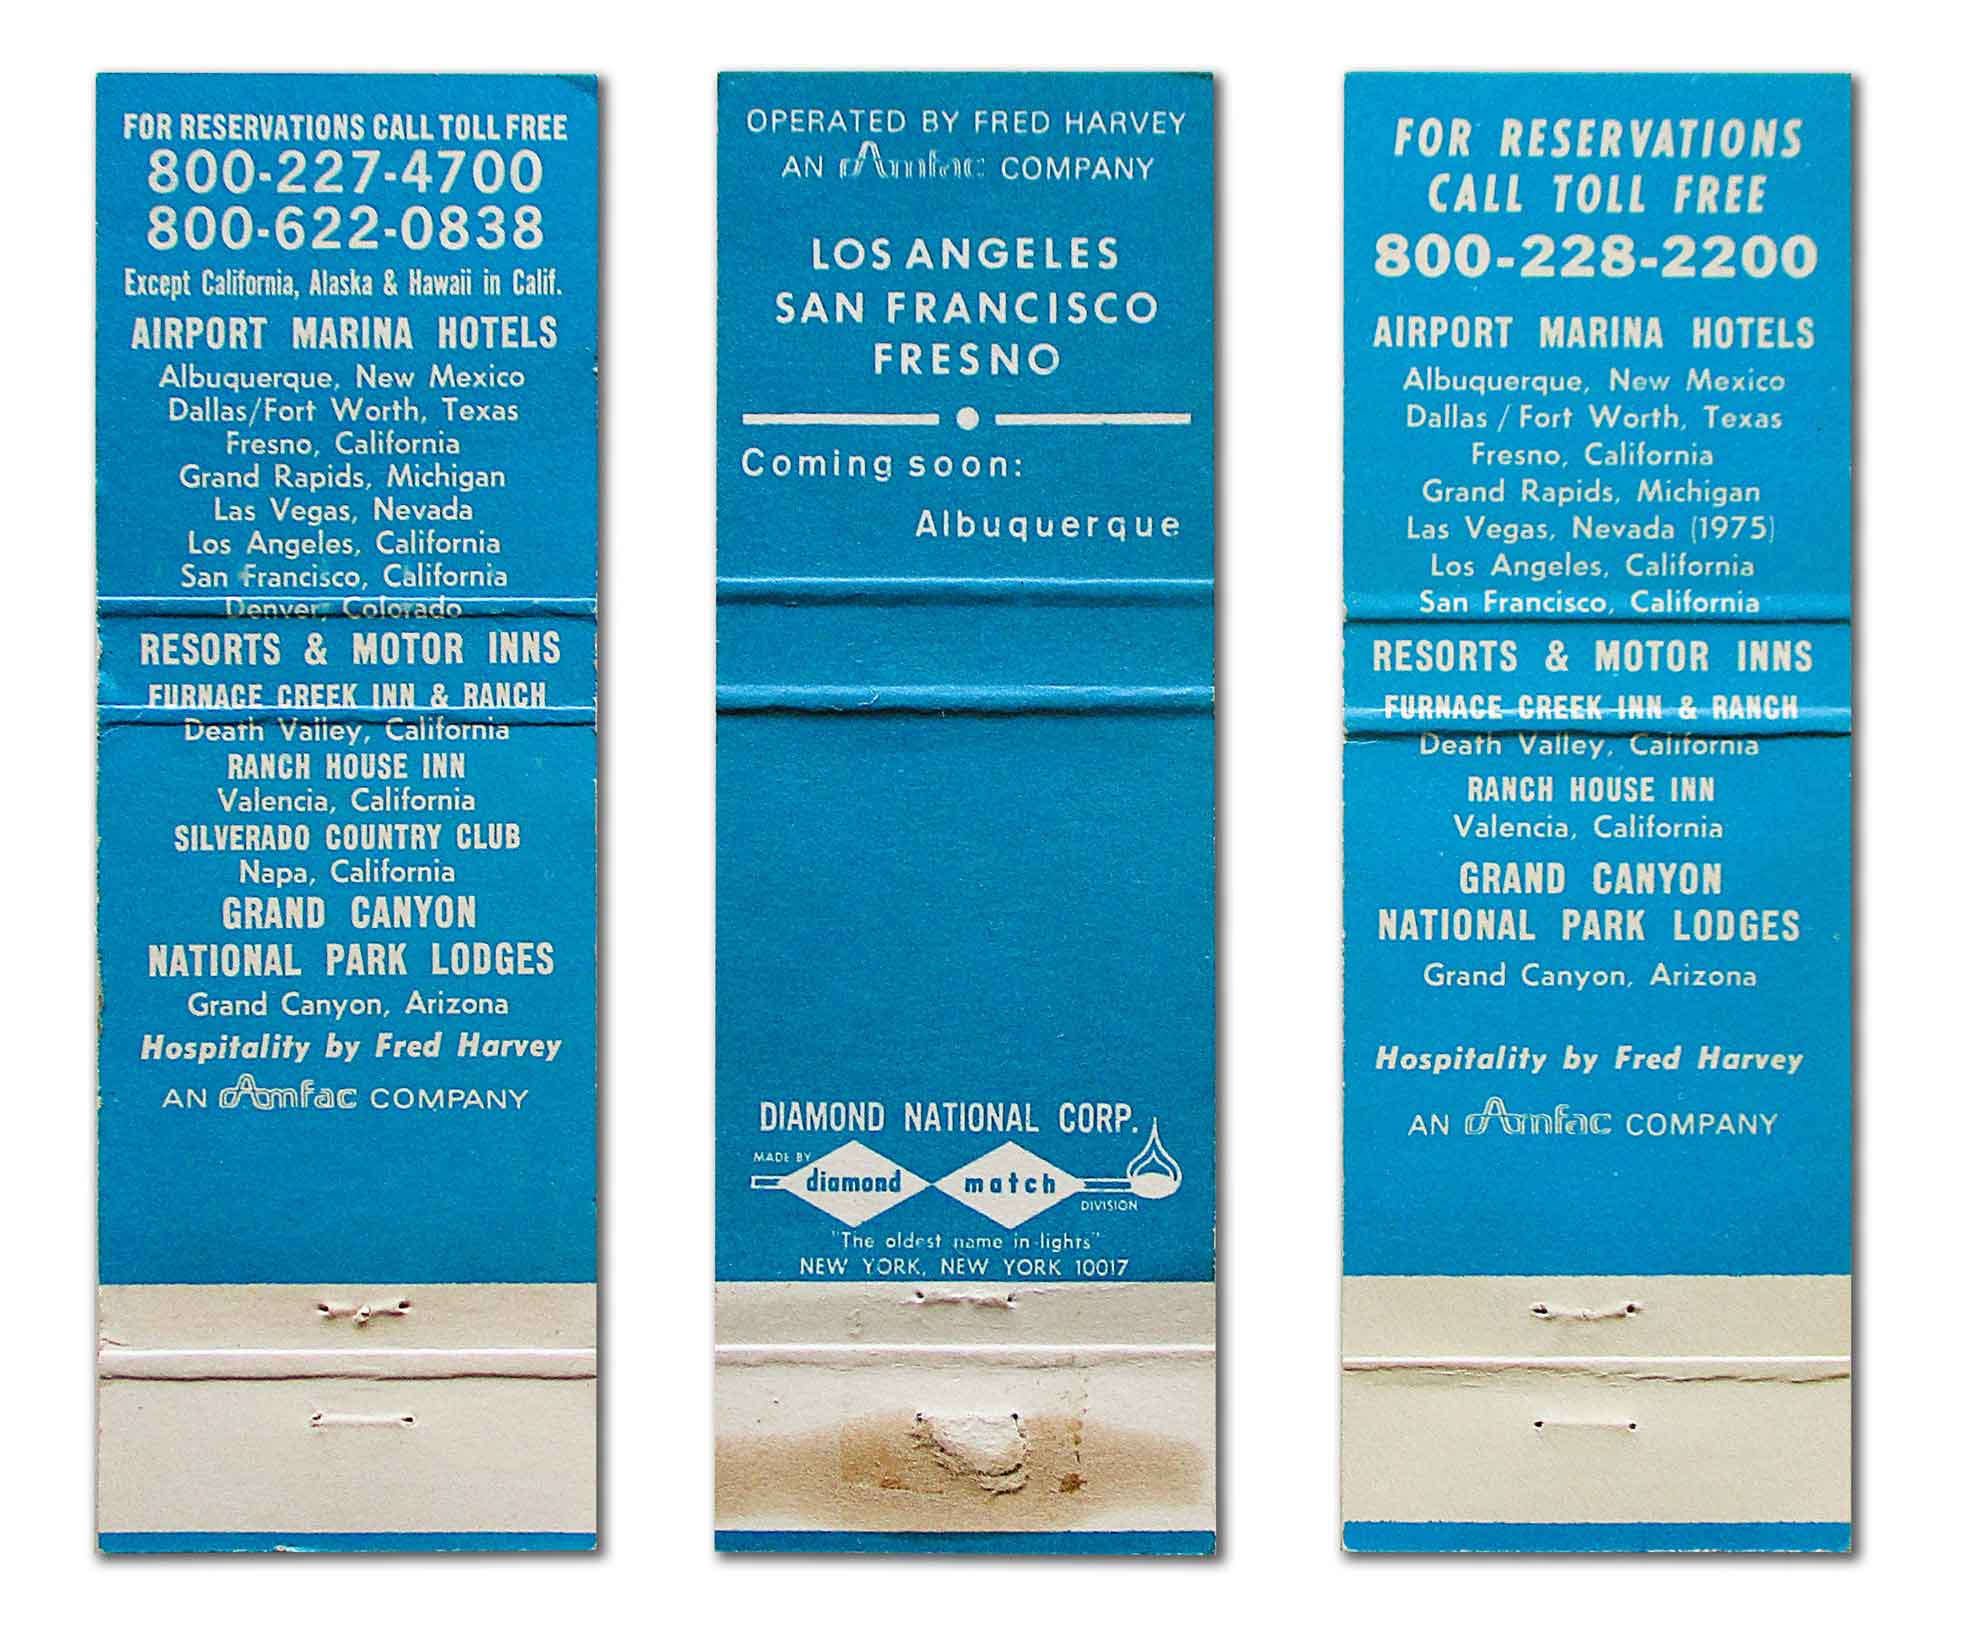 FOR RESERVATIONS CALL TOLL FREE
800-227-4700
800-622-0838
Except California, Alaska & Hawaii in Calif.
AIRPORT MARINA HOTELS
Albuquerque, New Mexico
Dallas/Fort Worth, Texas
Fresno, California
Grand Rapids, Michigan
Las Vegas, Nevada
Los Angeles, California
San Francisco, California
Denver, Colorado
RESORTS & MOTOR INNS
FURNACE CREEK INN & RANCH
Death Valley, California
RANCH HOUSE INN
Valencia, California
SILVERADO COUNTRY CLUB
Napa, California
GRAND CANYON
NATIONAL PARK LODGES
Grand Canyon, Arizona
Hospitality by Fred Harvey
AN Amfac COMPANY
OPERATED BY FRED HARVEY
AN Amfac COMPANY
LOS ANGELES
SAN FRANCISCO
FRESNO
Coming soon:
Albuquerque
DIAMOND NATIONAL CORP.
MADE BY
diamond match
DIVISION
"The oldest name in lights"
NEW YORK, NEW YORK 10017
FOR RESERVATIONS
CALL TOLL FREE
800-228-2200
AIRPORT MARINA HOTELS
Albuquerque, New Mexico
Dallas / Fort Worth, Texas
Fresno, California
Grand Rapids, Michigan
Las Vegas, Nevada (1975)
Los Angeles, California
San Francisco, California
RESORTS & MOTOR INNS
FURNACE CREEK INN & RANCH
Death Valley, California
RANCH HOUSE INN
Valencia, California
GRAND CANYON
NATIONAL PARK LODGES
Grand Canyon, Arizona
Hospitality by Fred Harvey
AN Amfac COMPANY